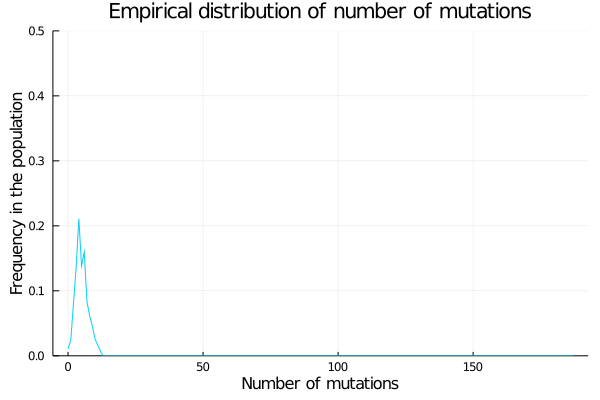 Empirical distribution of number of mutations
Frequency in the population
0.5
0.4
0.3
0.2
0.1
0.0
0 50 100 150
Number of mutations